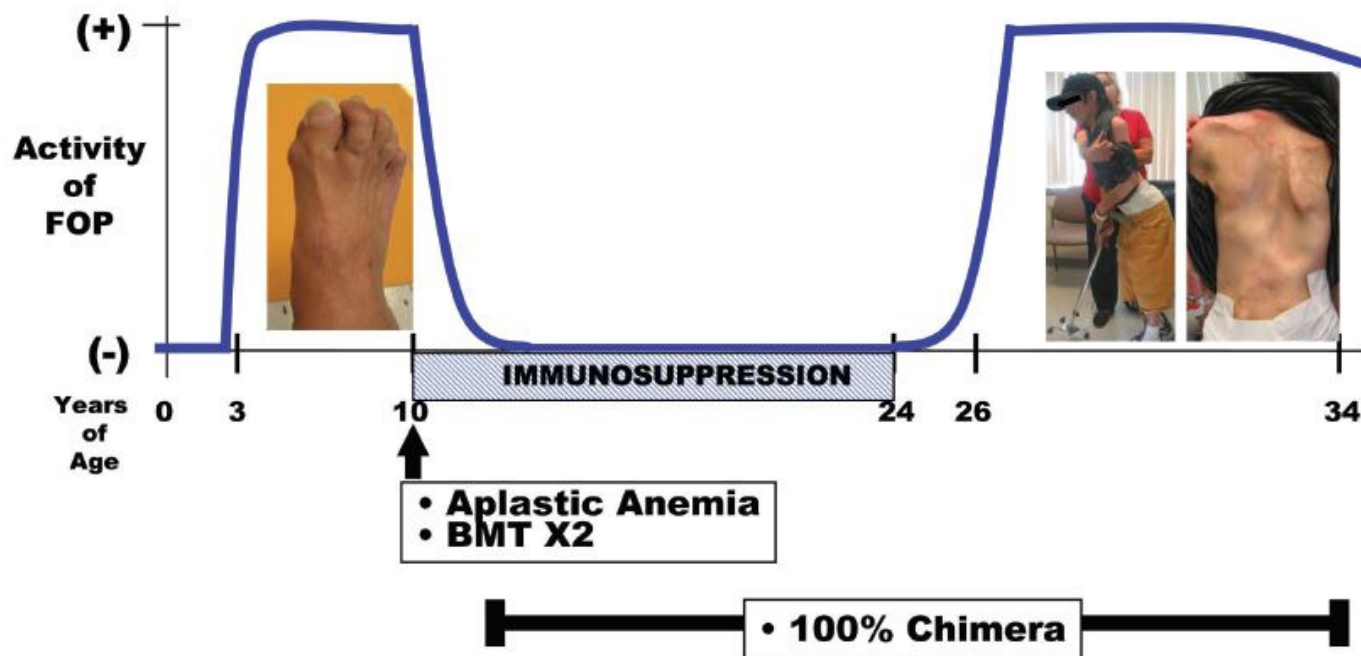 (+)
Activity
of
FOP
(-)
IMMUNOSUPPRESSION
Years
of
Age
0 3 10 24 26 34
• Aplastic Anemia
• BMT X2
• 100% Chimera